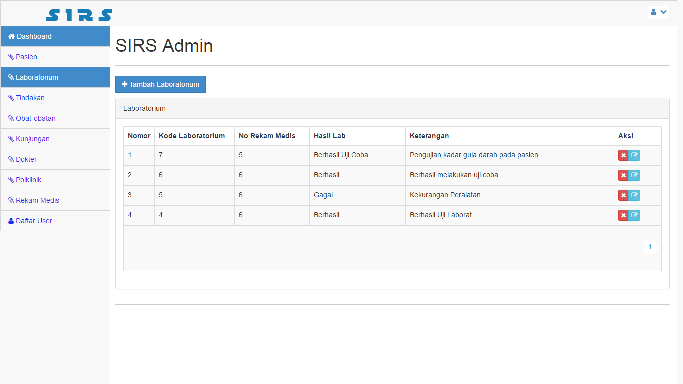 SIRS
Dashboard
Pasien
Laboratorium
Tindakan
Obat-obatan
Kunjungan
Dokter
Poliklinik
Rekam Medis
Daftar User
SIRS Admin
Tambah Laboratorium
Laboratorium
Nomor Kode Laboratorium No Rekam Medis Hasil Lab Keterangan Aksi
1 7 5 Berhasil Uji Coba Pengujian kadar gula darah pada pasien
2 6 6 Berhasil Berhasil melakukan uji coba
3 5 6 Gagal Kekurangan Peralatan
4 4 6 Berhasil Berhasil Uji Laborat
1